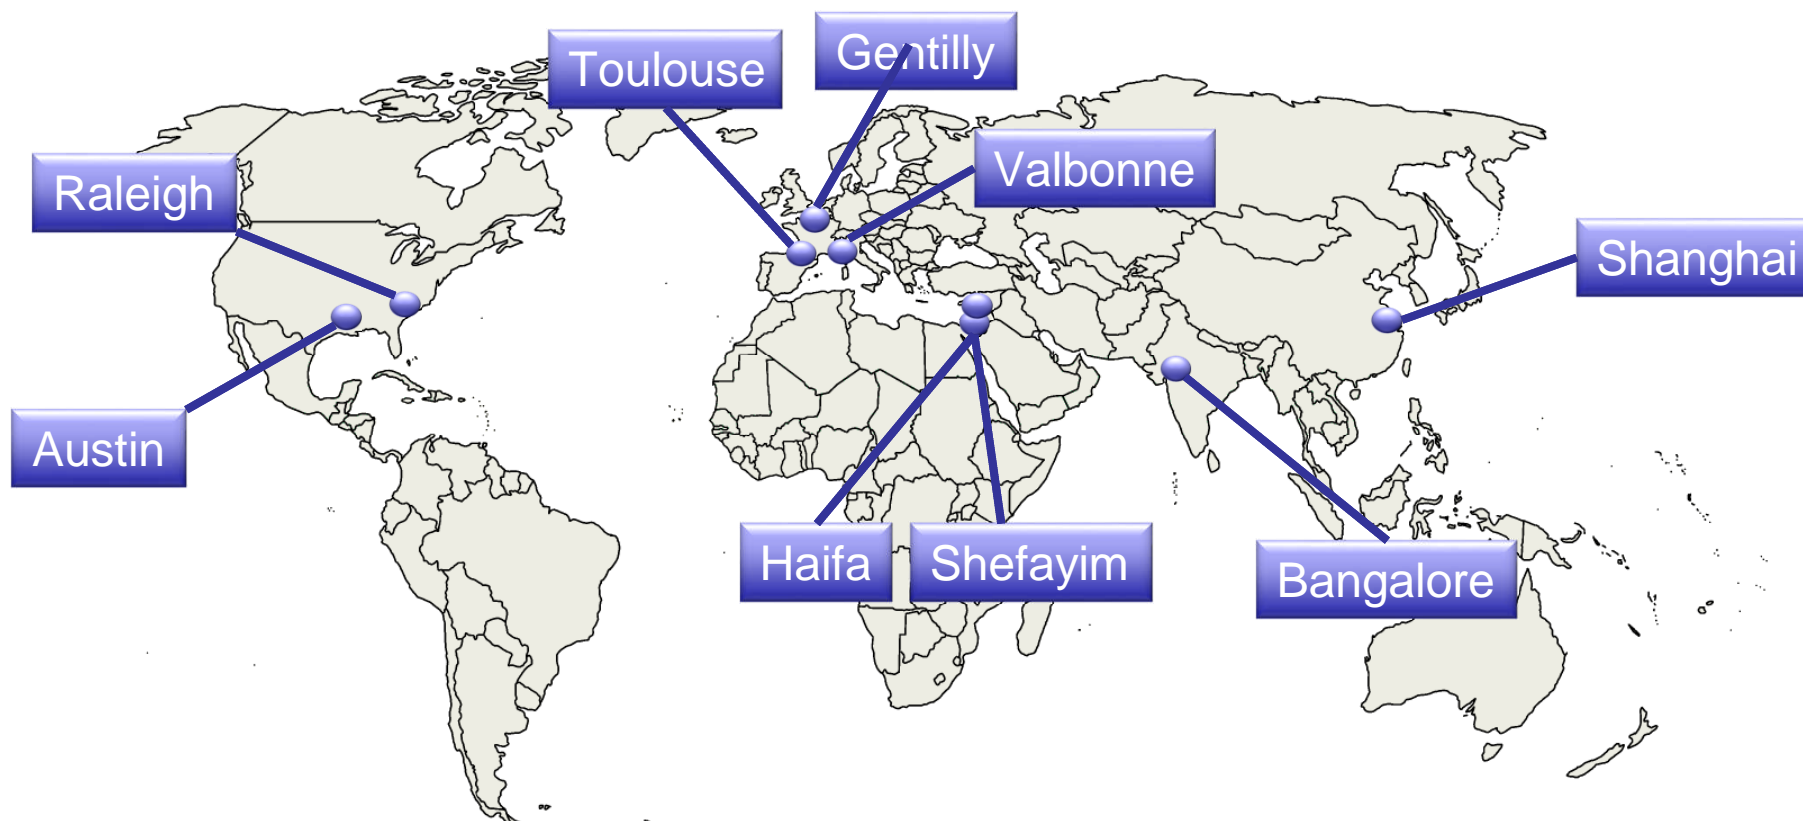 Gentilly
Toulouse
Valbonne
Raleigh
Shanghai
Austin
Haifa
Shefayim
Bangalore